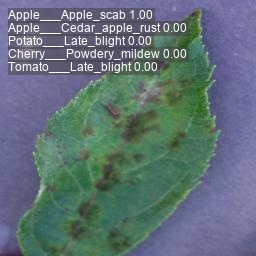 Apple___Apple_scab 1.00
Apple___Cedar_apple_rust 0.00
Potato___Late_blight 0.00
Cherry___Powdery_mildew 0.00
Tomato___Late_blight 0.00